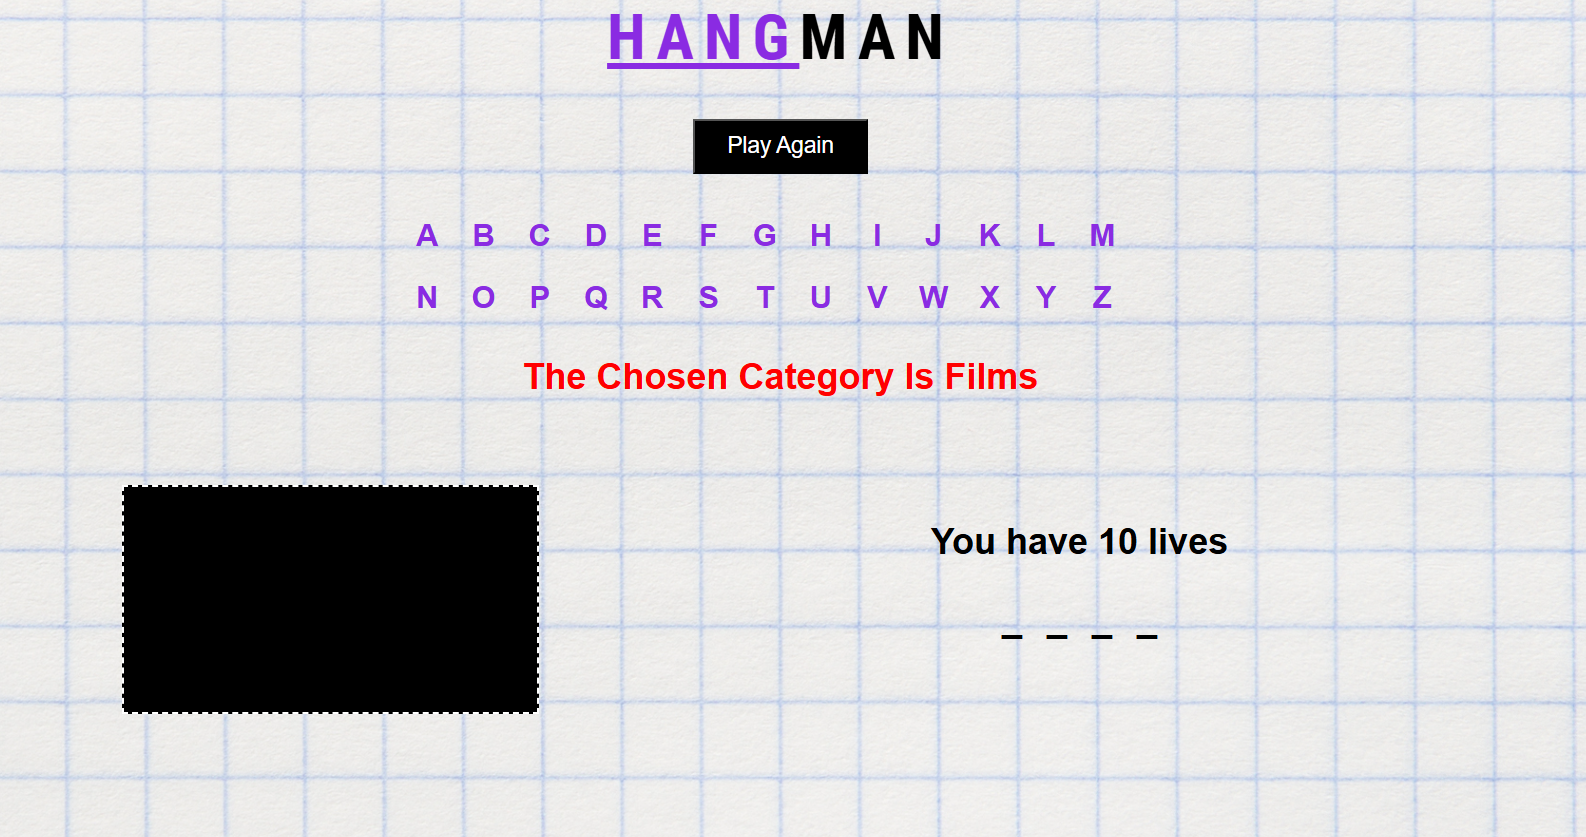 HANGMAN
Play Again
A B C D E F G H I J K L M
N O P Q R S T U V W X Y Z
The Chosen Category Is Films
You have 10 lives
_ _ _ _